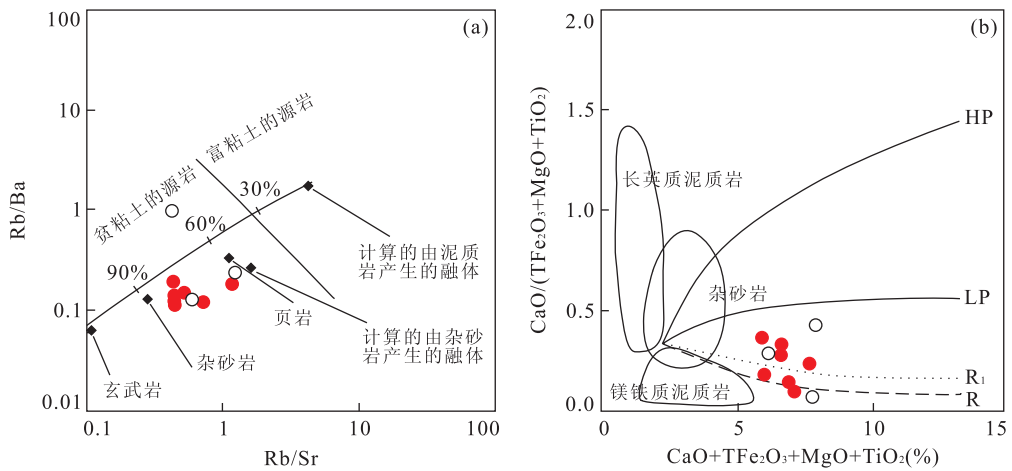 (a)
100
10
1
0.1
0.01
Rb/Ba
0.1
1
10
100
Rb/Sr
贫粘土的源岩
富粘土的源岩
30%
60%
90%
计算的由泥质
岩产生的融体
页岩
计算的由杂砂
岩产生的融体
杂砂岩
玄武岩
(b)
2.0
1.5
1.0
0.5
0.0
CaO/(TFe₂O₃+MgO+TiO₂)
0
5
10
15
CaO+TFe₂O₃+MgO+TiO₂(%)
HP
LP
R₁
R
长英质泥质岩
杂砂岩
镁铁质泥质岩